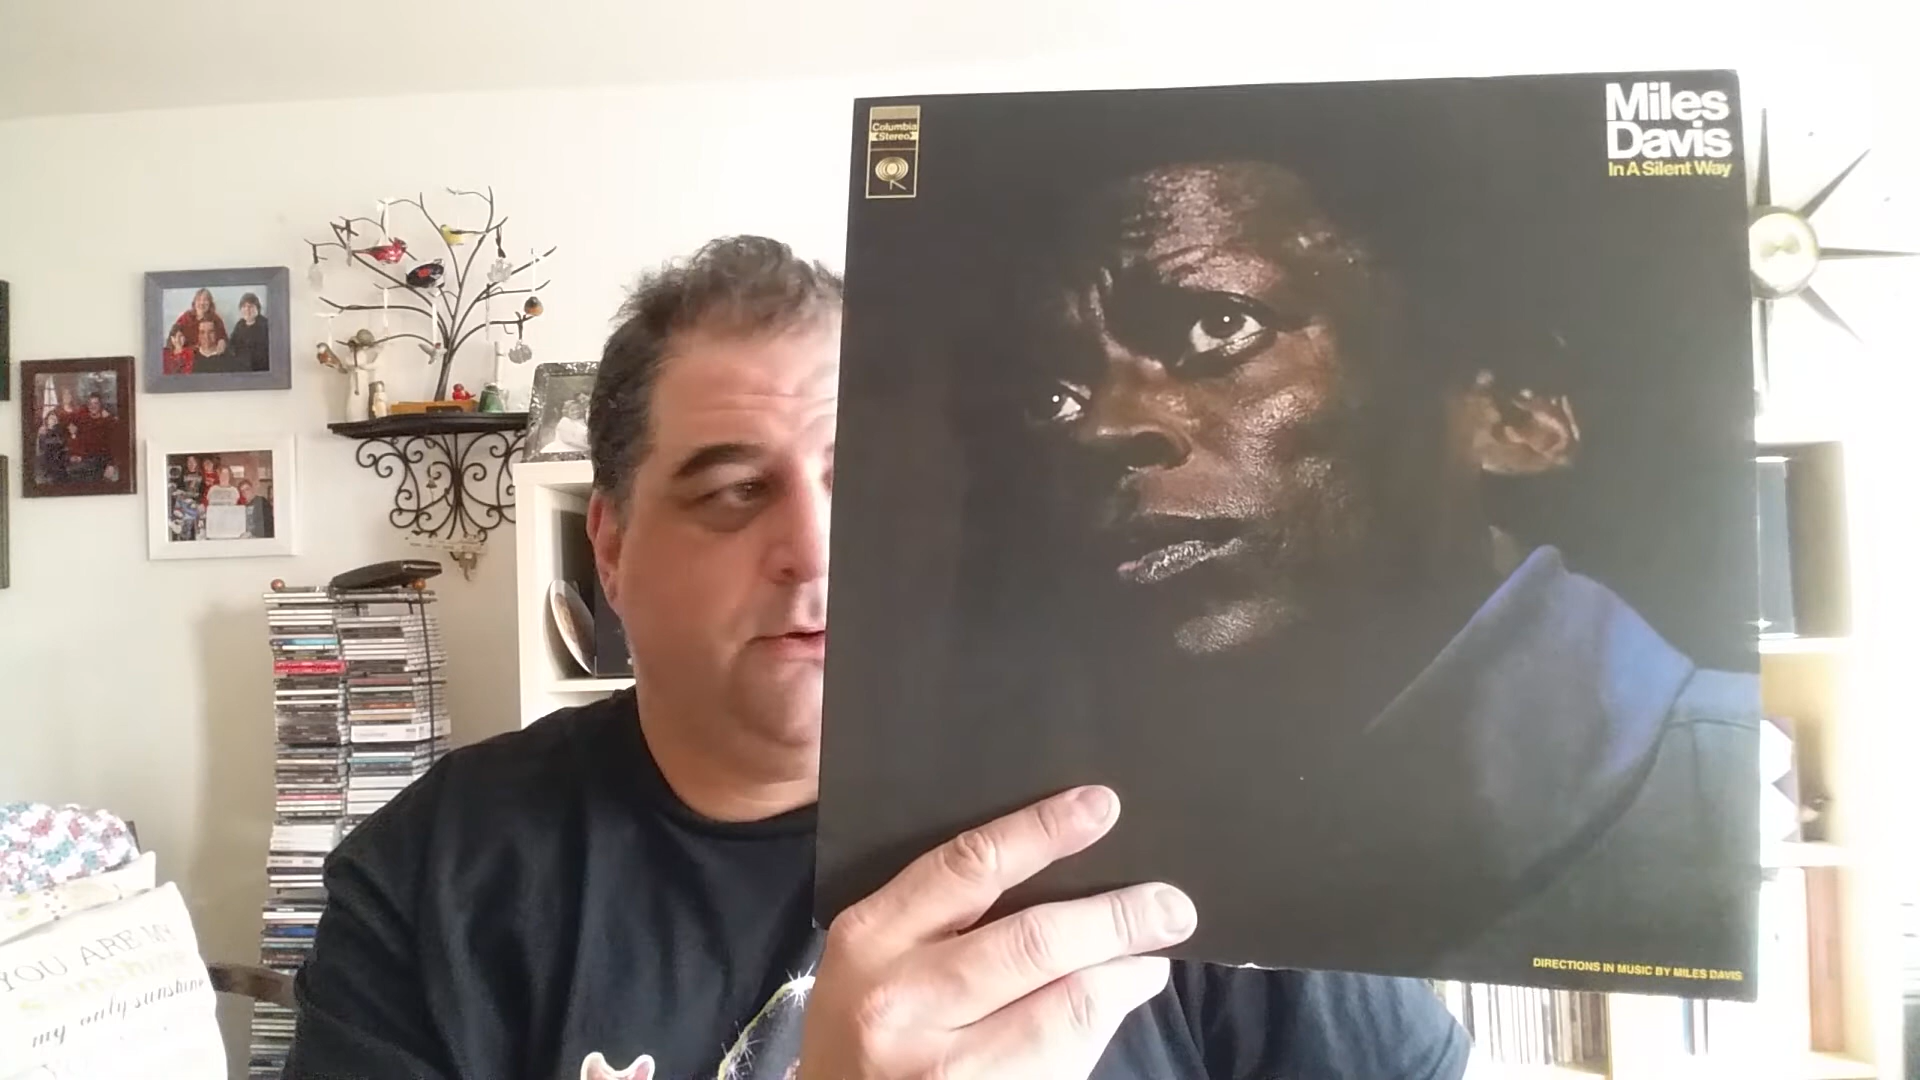 Columbia
Stereo
Miles
Davis
In A Silent Way
DIRECTIONS IN MUSIC BY MILES DAVIS
YOU ARE MY
sunshine
my only sunshine